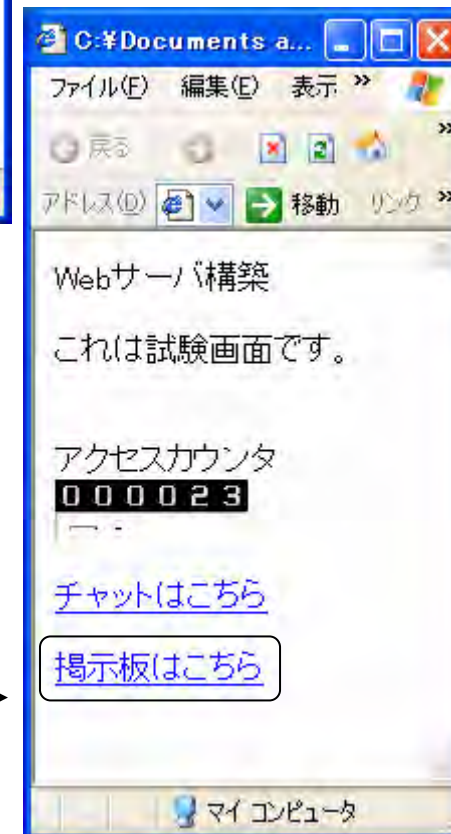 C:¥Documents a...
ファイル(F) 編集(E) 表示 »
戻る »
アドレス(D) 移動 リンク »
Webサーバ構築
これは試験画面です。
アクセスカウンタ
000023
チャットはこちら
掲示板はこちら
マイ コンピュータ